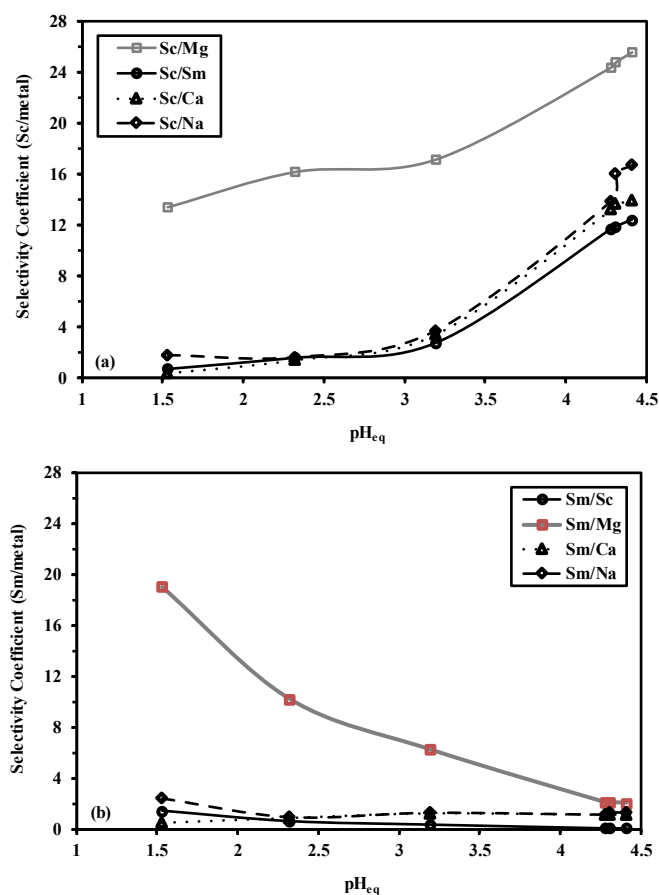 28
24
20
16
12
8
4
0
Selectivity Coefficient (Sc/metal)
Sc/Mg
Sc/Sm
Sc/Ca
Sc/Na
(a)
1 1.5 2 2.5 3 3.5 4 4.5
pHeq
28
24
20
16
12
8
4
0
Selectivity Coefficient (Sm/metal)
Sm/Sc
Sm/Mg
Sm/Ca
Sm/Na
(b)
1 1.5 2 2.5 3 3.5 4 4.5
pHeq